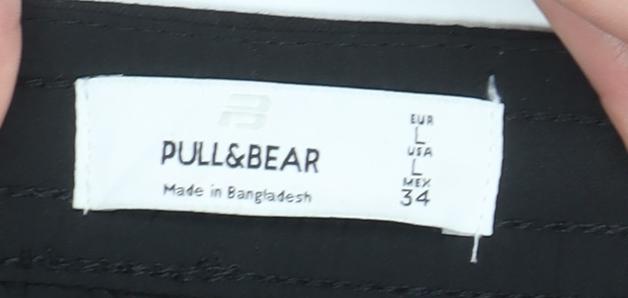 PULL&BEAR
Made in Bangladesh
EUR
L
USA
L
MEX
34